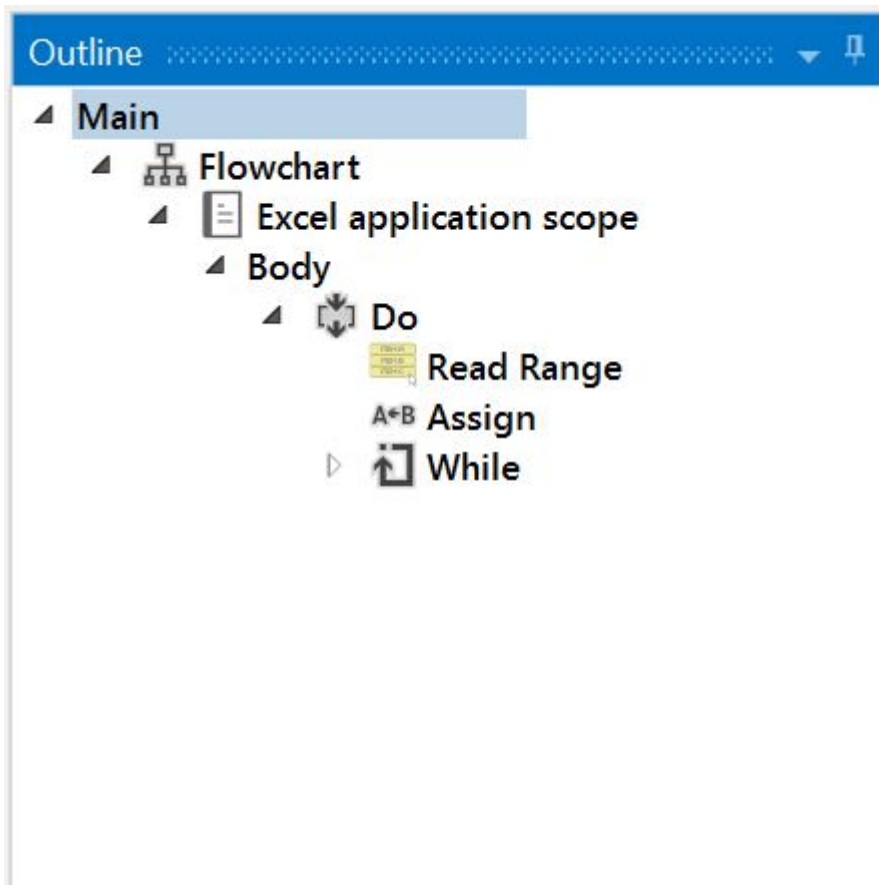 Outline
Main
Flowchart
Excel application scope
Body
Do
Read Range
A B Assign
While